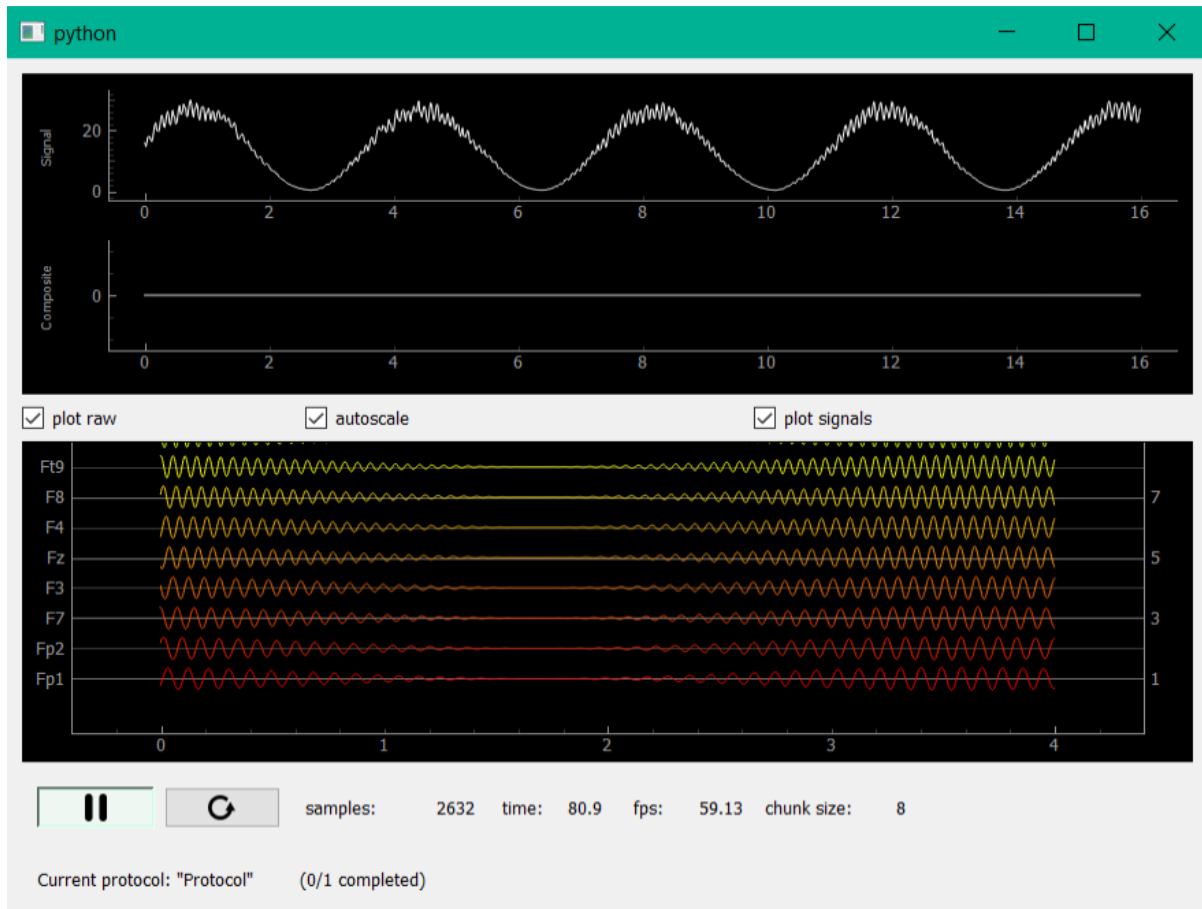 python
Signal
20
0
0 2 4 6 8 10 12 14 16
Composite
0
0 2 4 6 8 10 12 14 16
plot raw autoscale plot signals
Ft9
F8 7
F4
Fz 5
F3
F7 3
Fp2
Fp1 1
0 1 2 3 4
samples: 2632 time: 80.9 fps: 59.13 chunk size: 8
Current protocol: "Protocol" (0/1 completed)